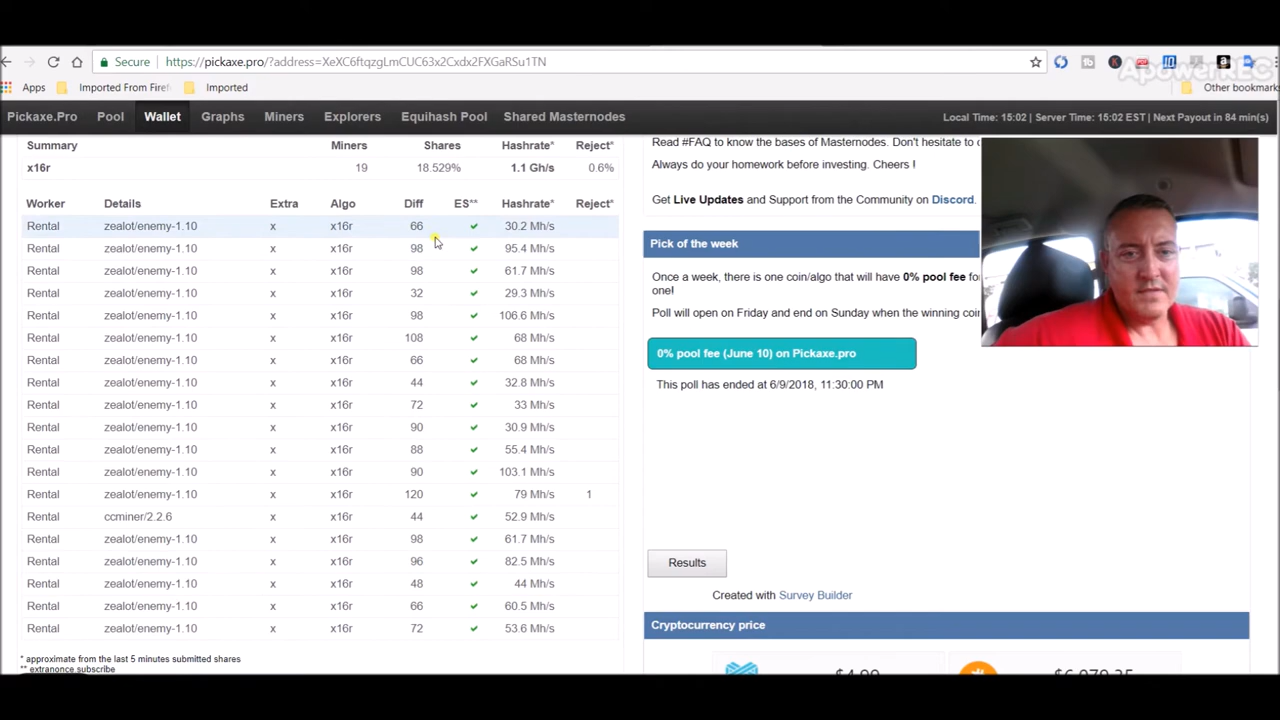 Secure https://pickaxe.pro/?address=XeXC6ftqzgLmCUC63x2Cxdx2FXGaRSu1TN
ApowerREC
Apps Imported From Firef Imported Other bookmark
Pickaxe.Pro Pool Wallet Graphs Miners Explorers Equihash Pool Shared Masternodes Local Time: 15:02 | Server Time: 15:02 EST | Next Payout in 84 min(s)
Summary Miners Shares Hashrate* Reject*
x16r 19 18.529% 1.1 Gh/s 0.6%
Worker Details Extra Algo Diff ES** Hashrate* Reject*
Rental zealot/enemy-1.10 x x16r 66 ✔ 30.2 Mh/s
Rental zealot/enemy-1.10 x x16r 98 ✔ 95.4 Mh/s
Rental zealot/enemy-1.10 x x16r 98 ✔ 61.7 Mh/s
Rental zealot/enemy-1.10 x x16r 32 ✔ 29.3 Mh/s
Rental zealot/enemy-1.10 x x16r 98 ✔ 106.6 Mh/s
Rental zealot/enemy-1.10 x x16r 108 ✔ 68 Mh/s
Rental zealot/enemy-1.10 x x16r 66 ✔ 68 Mh/s
Rental zealot/enemy-1.10 x x16r 44 ✔ 32.8 Mh/s
Rental zealot/enemy-1.10 x x16r 72 ✔ 33 Mh/s
Rental zealot/enemy-1.10 x x16r 90 ✔ 30.9 Mh/s
Rental zealot/enemy-1.10 x x16r 88 ✔ 55.4 Mh/s
Rental zealot/enemy-1.10 x x16r 90 ✔ 103.1 Mh/s
Rental zealot/enemy-1.10 x x16r 120 ✔ 79 Mh/s 1
Rental ccminer/2.2.6 x x16r 44 ✔ 52.9 Mh/s
Rental zealot/enemy-1.10 x x16r 98 ✔ 61.7 Mh/s
Rental zealot/enemy-1.10 x x16r 96 ✔ 82.5 Mh/s
Rental zealot/enemy-1.10 x x16r 48 ✔ 44 Mh/s
Rental zealot/enemy-1.10 x x16r 66 ✔ 60.5 Mh/s
Rental zealot/enemy-1.10 x x16r 72 ✔ 53.6 Mh/s
* approximate from the last 5 minutes submitted shares
** extranonce.subscribe
Read #FAQ to know the bases of Masternodes. Don't hesitate to
Always do your homework before investing. Cheers !
Get Live Updates and Support from the Community on Discord.
Pick of the week
Once a week, there is one coin/algo that will have 0% pool fee
one!
Poll will open on Friday and end on Sunday when the winning
0% pool fee (June 10) on Pickaxe.pro
This poll has ended at 6/9/2018, 11:30:00 PM
Results
Created with Survey Builder
Cryptocurrency price